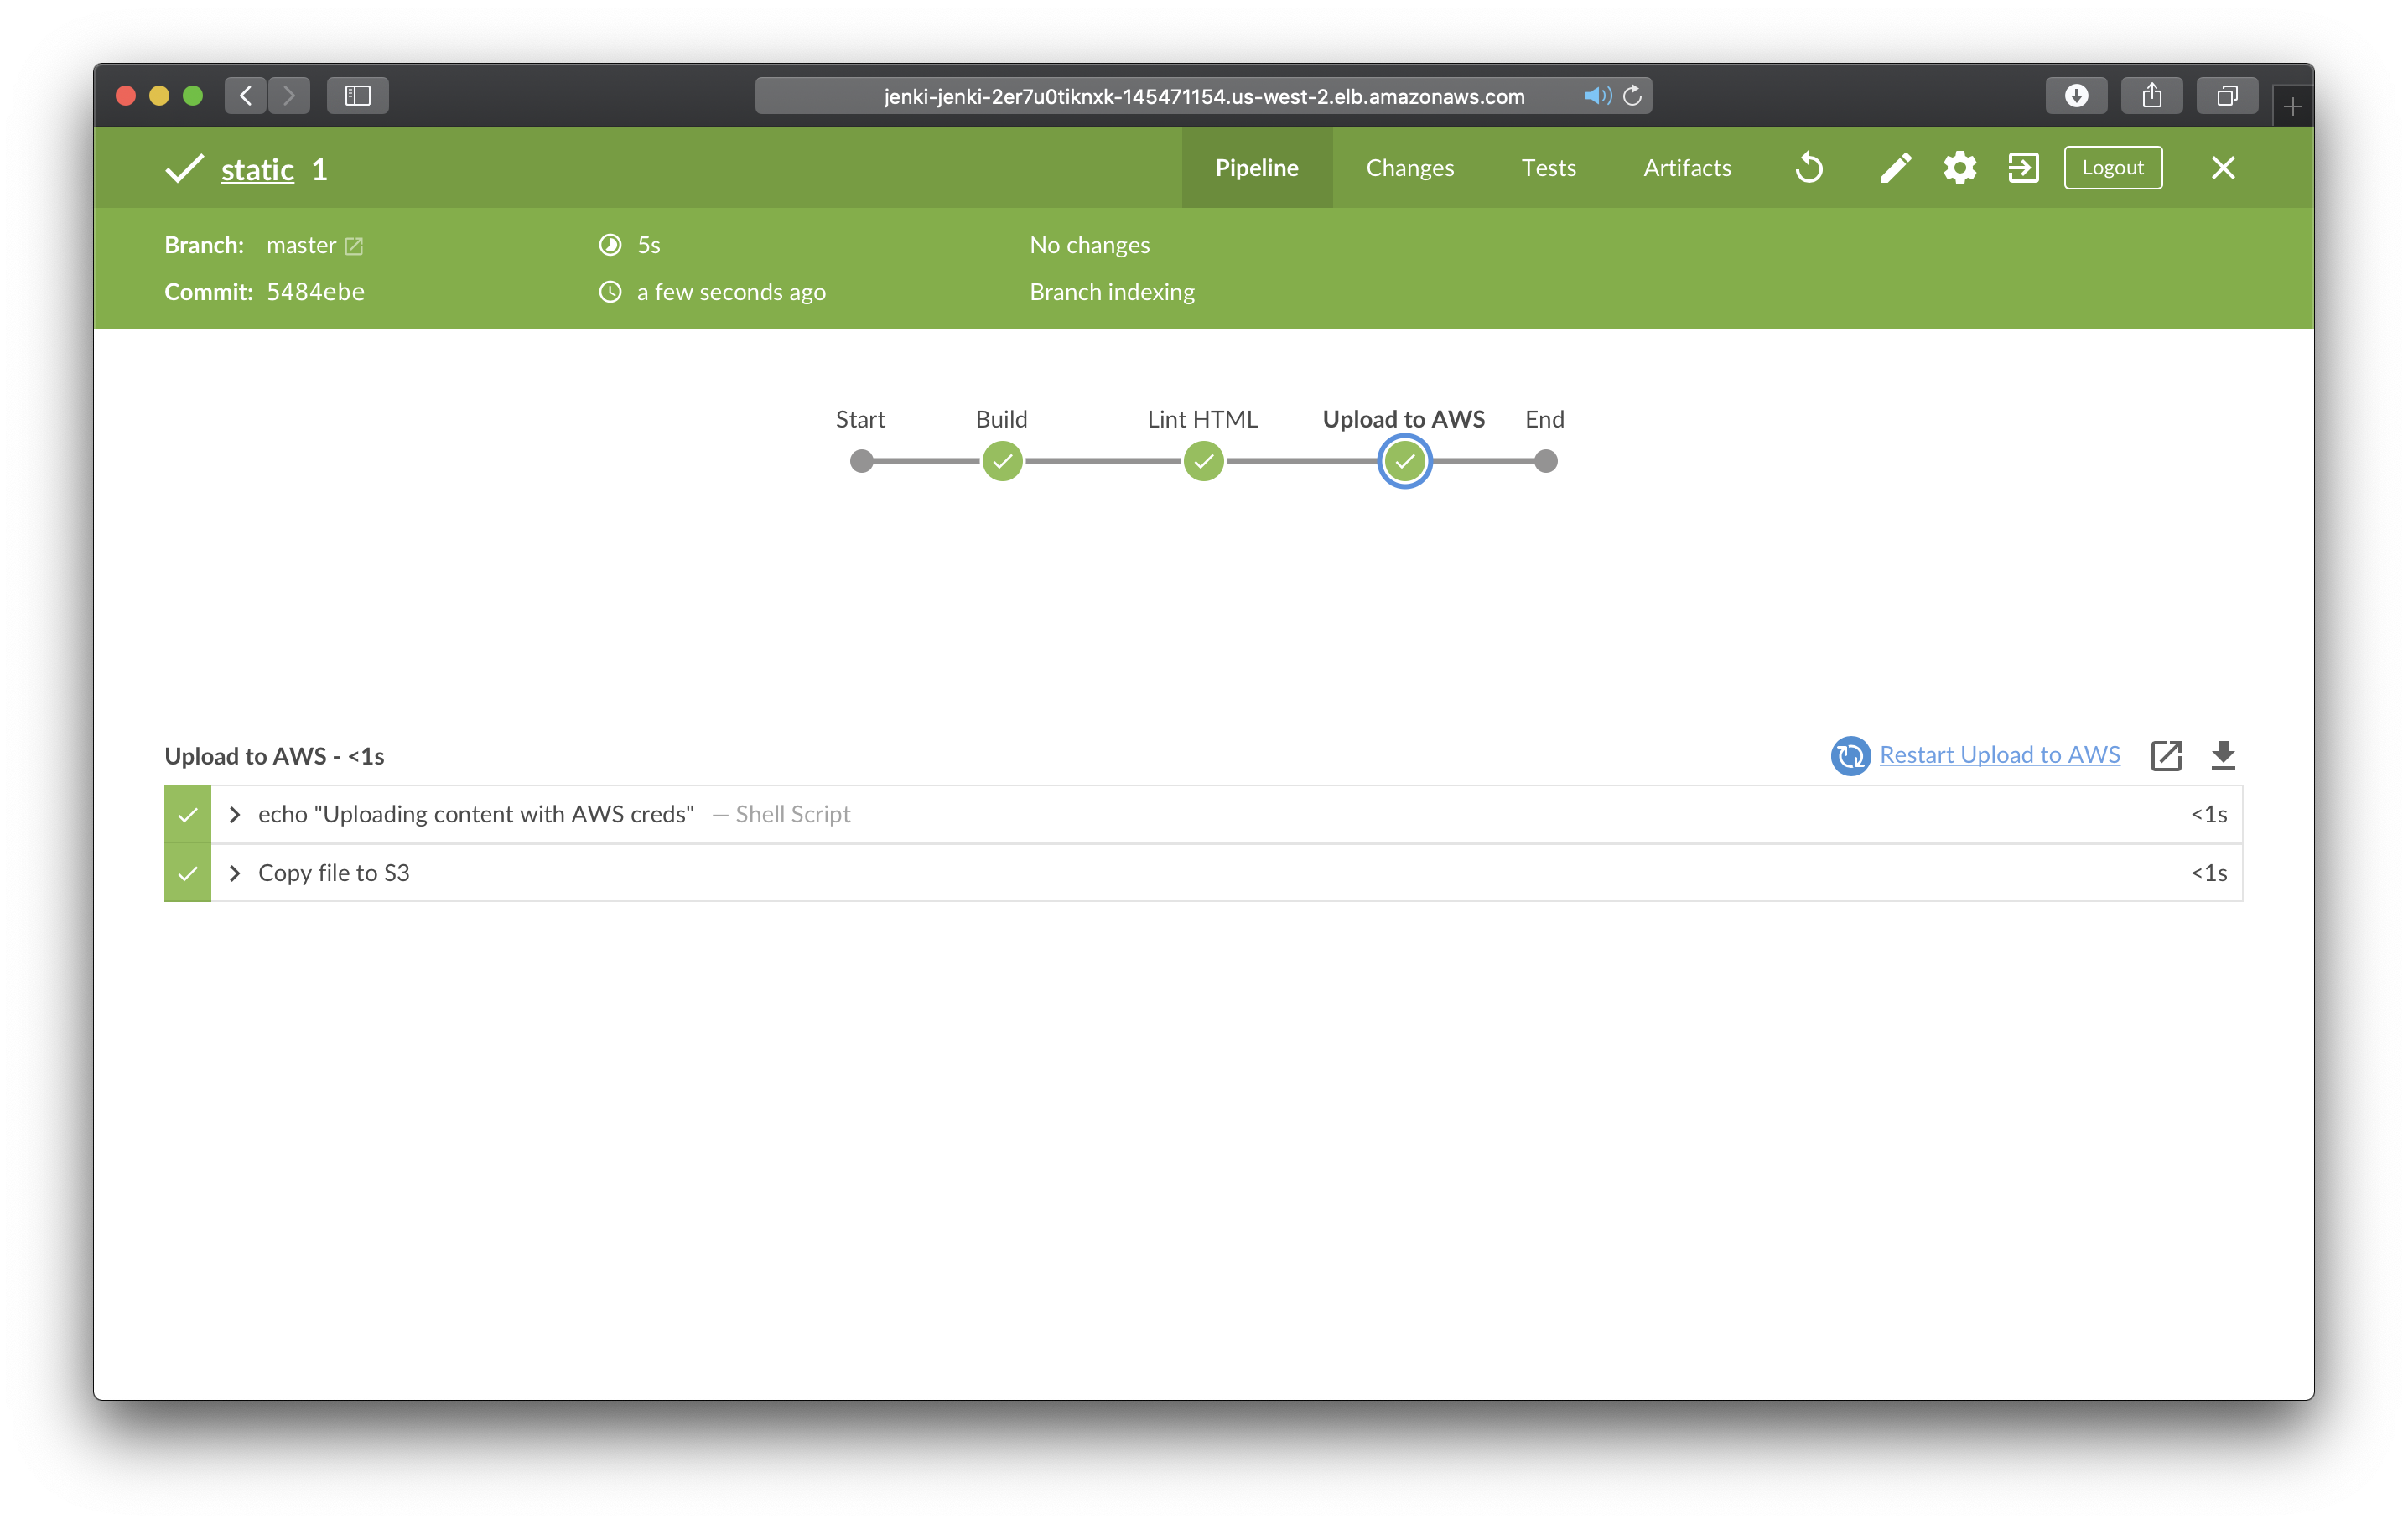 jenki-jenki-2er7u0tiknxk-145471154.us-west-2.elb.amazonaws.com
static 1 Pipeline Changes Tests Artifacts Logout
Branch: master 5s No changes
Commit: 5484ebe a few seconds ago Branch indexing
Start Build Lint HTML Upload to AWS End
Upload to AWS - <1s Restart Upload to AWS
echo "Uploading content with AWS creds" — Shell Script <1s
Copy file to S3 <1s